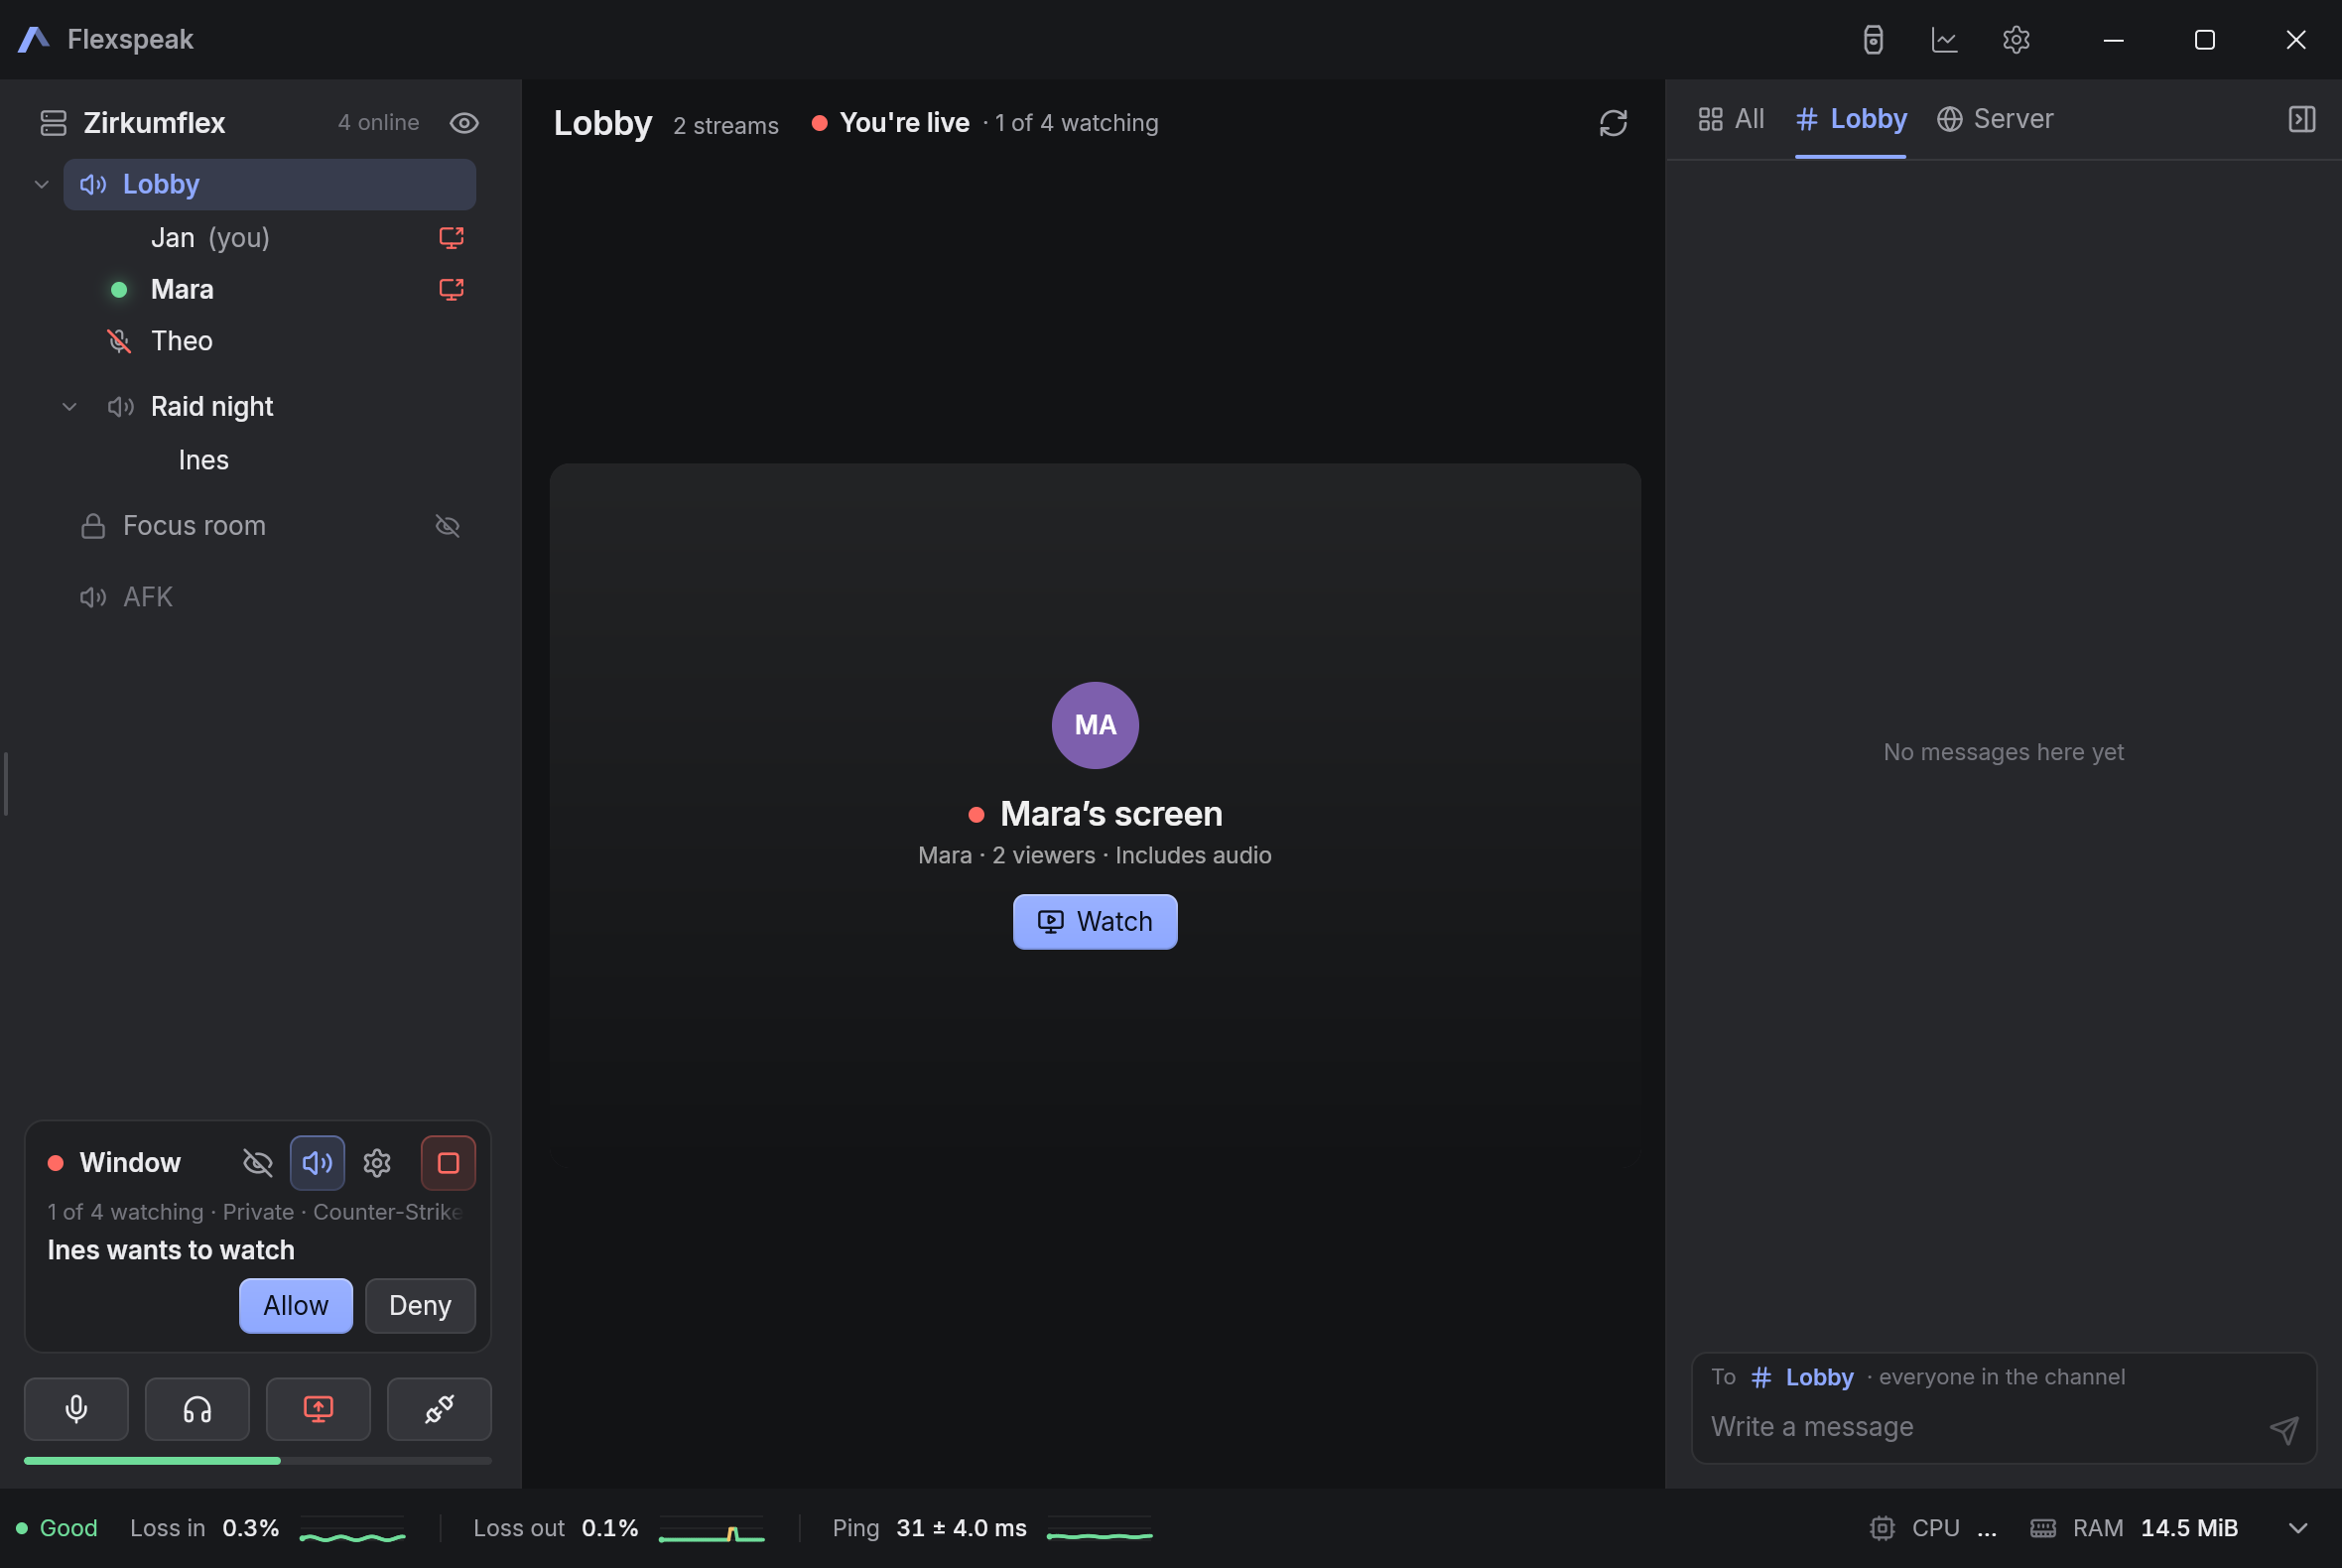 Flexspeak
Zirkumflex 4 online
Lobby
Jan (you)
Mara
Theo
Raid night
Ines
Focus room
AFK
Window
1 of 4 watching · Private · Counter-Strike
Ines wants to watch
Allow Deny
Lobby 2 streams You're live · 1 of 4 watching
MA
Mara’s screen
Mara · 2 viewers · Includes audio
Watch
All # Lobby Server
No messages here yet
To # Lobby · everyone in the channel
Write a message
Good Loss in 0.3% Loss out 0.1% Ping 31 ± 4.0 ms CPU ... RAM 14.5 MiB